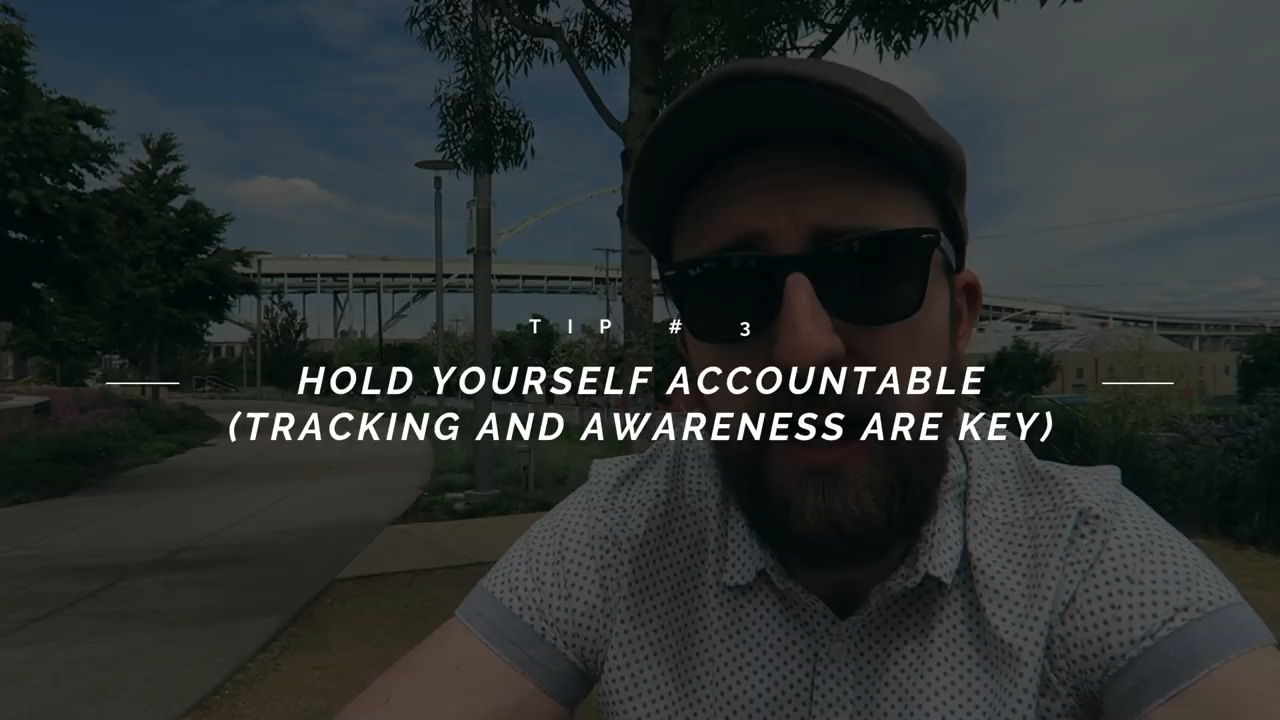 TIP # 3
HOLD YOURSELF ACCOUNTABLE
(TRACKING AND AWARENESS ARE KEY)